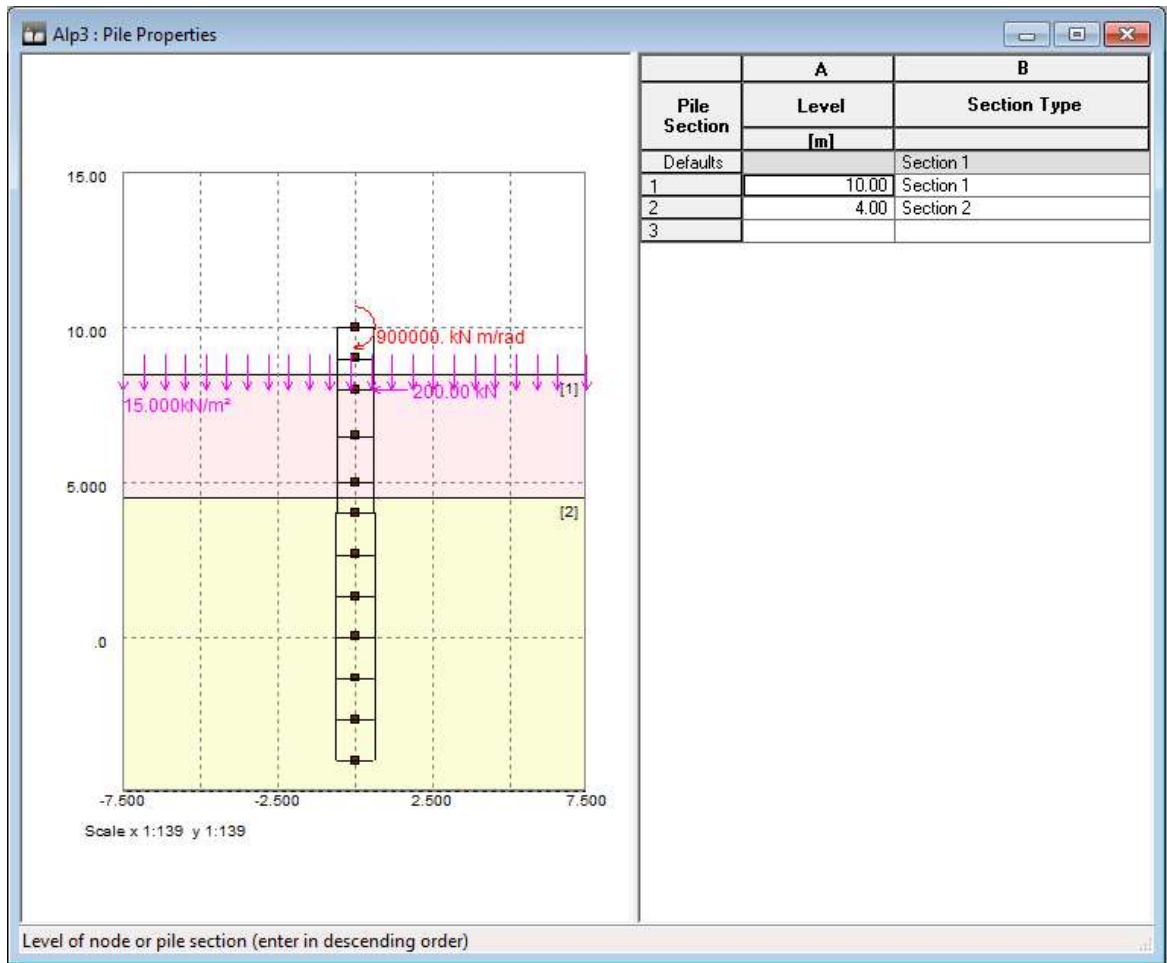 Alp3 : Pile Properties
A B
Pile Section Level Section Type
[m]
Defaults Section 1
1 10.00 Section 1
2 4.00 Section 2
3
15.00
10.00
900000. kN m/rad
[1]
200.00 kN
15.000kN/m²
5.000
[2]
.0
-7.500 -2.500 2.500 7.500
Scale x 1:139 y 1:139
Level of node or pile section (enter in descending order)